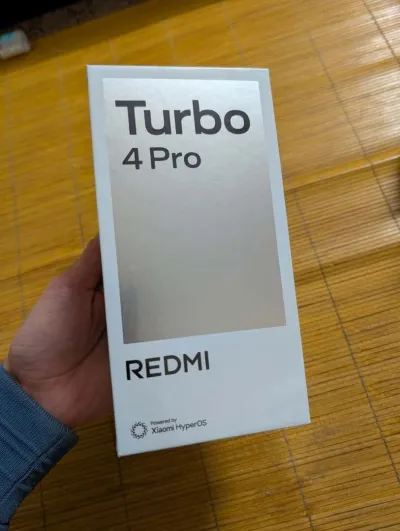 Turbo
4 Pro
REDMI
Powered by
Xiaomi HyperOS